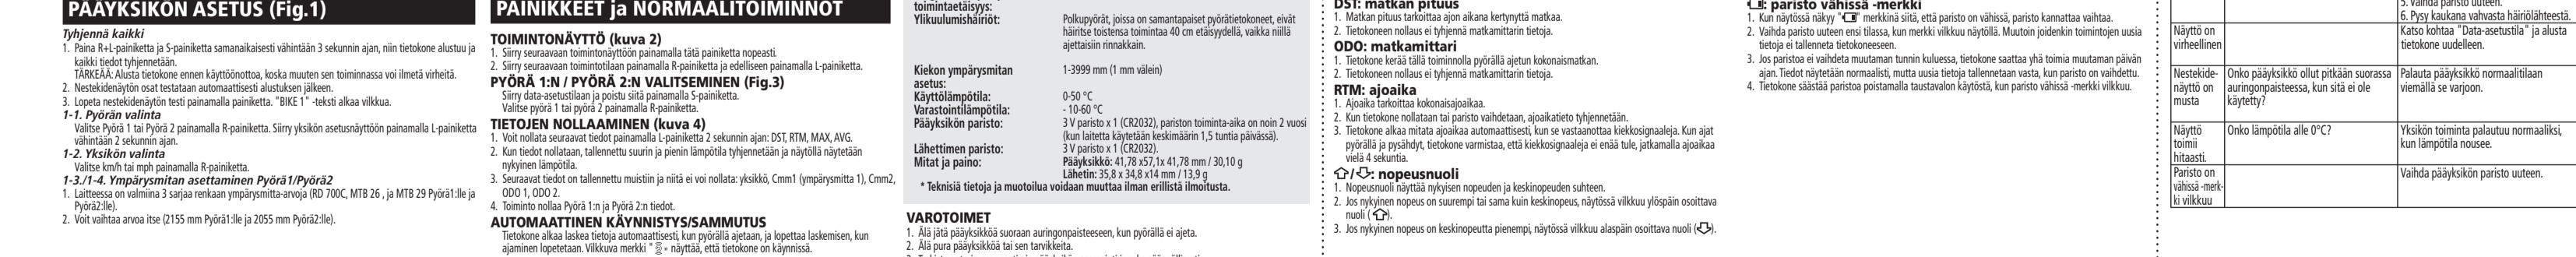 PÄÄYKSIKÖN ASETUS (Fig.1)
Tyhjennä kaikki
1. Paina R+L-painiketta ja S-painiketta samanaikaisesti vähintään 3 sekunnin ajan, niin tietokone alustuu ja
kaikki tiedot tyhjennetään.
TÄRKEÄÄ: Alusta tietokone ennen käyttöönottoa, koska muuten sen toiminnassa voi ilmetä virheitä.
2. Nestekidenäytön osat testataan automaattisesti alustuksen jälkeen.
3. Lopeta nestekidenäytön testi painamalla painiketta. "BIKE 1" -teksti alkaa vilkkua.
1-1. Pyörän valinta
Valitse Pyörä 1 tai Pyörä 2 painamalla R-painiketta. Siirry yksikön asetusnäyttöön painamalla L-painiketta
vähintään 2 sekunnin ajan.
1-2. Yksikön valinta
Valitse km/h tai mph painamalla R-painiketta.
1-3./1-4. Ympärysmitan asettaminen Pyörä1/Pyörä2
1. Laitteessa on valmiina 3 sarjaa renkaan ympärysmitta-arvoja (RD 700C, MTB 26 , ja MTB 29 Pyörä1:lle ja
Pyörä2:lle).
2. Voit vaihtaa arvoa itse (2155 mm Pyörä1:lle ja 2055 mm Pyörä2:lle).
PAINIKKEET ja NORMAALITOIMINNOT
TOIMINTONÄYTTÖ (kuva 2)
1. Siirry seuraavaan toimintonäyttöön painamalla tätä painiketta nopeasti.
2. Siirry seuraavaan toimintotilaan painamalla R-painiketta ja edelliseen painamalla L-painiketta.
PYÖRÄ 1:N / PYÖRÄ 2:N VALITSEMINEN (Fig.3)
Siirry data-asetustilaan ja poistu siitä painamalla S-painiketta.
Valitse pyörä 1 tai pyörä 2 painamalla R-painiketta.
TIETOJEN NOLLAAMINEN (kuva 4)
1. Voit nollata seuraavat tiedot painamalla L-painiketta 2 sekunnin ajan: DST, RTM, MAX, AVG.
2. Kun tiedot nollataan, tallennettu suurin ja pienin lämpötila tyhjennetään ja näytöllä näytetään
nykyinen lämpötila.
3. Seuraavat tiedot on tallennettu muistiin ja niitä ei voi nollata: yksikkö, Cmm1 (ympärysmitta 1), Cmm2,
ODO 1, ODO 2.
4. Toiminto nollaa Pyörä 1:n ja Pyörä 2:n tiedot.
AUTOMAATTINEN KÄYNNISTYS/SAMMUTUS
Tietokone alkaa laskea tietoja automaattisesti, kun pyörällä ajetaan, ja lopettaa laskemisen, kun
ajaminen lopetetaan. Vilkkuva merkki " " näyttää, että tietokone on käynnissä.
toimintaetäisyys:
Ylikuulumishäiriöt: Polkupyörät, joissa on samantapaiset pyörätietokoneet, eivät
häiritse toistensa toimintaa 40 cm etäisyydellä, vaikka niillä
ajettaisiin rinnakkain.
Kiekon ympärysmitan 1-3999 mm (1 mm välein)
asetus:
Käyttölämpötila: 0-50 °C
Varastointilämpötila: - 10-60 °C
Pääyksikön paristo: 3 V paristo x 1 (CR2032), pariston toiminta-aika on noin 2 vuosi
(kun laitetta käytetään keskimäärin 1,5 tuntia päivässä).
Lähettimen paristo: 3 V paristo x 1 (CR2032).
Mitat ja paino: Pääyksikkö: 41,78 x57,1x 41,78 mm / 30,10 g
Lähetin: 35,8 x 34,8 x14 mm / 13,9 g
* Teknisiä tietoja ja muotoilua voidaan muuttaa ilman erillistä ilmoitusta.
VAROTOIMET
1. Älä jätä pääyksikköä suoraan auringonpaisteeseen, kun pyörällä ei ajeta.
2. Älä pura pääyksikköä tai sen tarvikkeita.
DST: matkan pituus
1. Matkan pituus tarkoittaa ajon aikana kertynyttä matkaa.
2. Tietokoneen nollaus ei tyhjennä matkamittarin tietoja.
ODO: matkamittari
1. Tietokone kerää tällä toiminnolla pyörällä ajetun kokonaismatkan.
2. Tietokoneen nollaus ei tyhjennä matkamittarin tietoja.
RTM: ajoaika
1. Ajoaika tarkoittaa kokonaisajoaikaa.
2. Kun tietokone nollataan tai paristo vaihdetaan, ajoaikatieto tyhjennetään.
3. Tietokone alkaa mitata ajoaikaa automaattisesti, kun se vastaanottaa kiekkosignaaleja. Kun ajat
pyörällä ja pysähdyt, tietokone varmistaa, että kiekkosignaaleja ei enää tule, jatkamalla ajoaikaa
vielä 4 sekuntia.
⇧/⇩: nopeusnuoli
1. Nopeusnuoli näyttää nykyisen nopeuden ja keskinopeuden suhteen.
2. Jos nykyinen nopeus on suurempi tai sama kuin keskinopeus, näytössä vilkkuu ylöspäin osoittava
nuoli (⇧).
3. Jos nykyinen nopeus on keskinopeutta pienempi, näytössä vilkkuu alaspäin osoittava nuoli (⇩).
: paristo vähissä -merkki
1. Kun näytössä näkyy " " merkkinä siitä, että paristo on vähissä, paristo kannattaa vaihtaa.
2. Vaihda paristo uuteen ensi tilassa, kun merkki vilkkuu näytöllä. Muutoin joidenkin toimintojen uusia
tietoja ei tallenneta tietokoneeseen.
3. Jos paristoa ei vaihdeta muutaman tunnin kuluessa, tietokone saattaa yhä toimia muutaman päivän
ajan. Tiedot näytetään normaalisti, mutta uusia tietoja tallennetaan vasta, kun paristo on vaihdettu.
4. Tietokone säästää paristoa poistamalla taustavalon käytöstä, kun paristo vähissä -merkki vilkkuu.
5. Vaihda paristo uuteen.
6. Pysy kaukana vahvasta häiriölähteestä.
Näyttö on
virheellinen
Katso kohtaa "Data-asetustila" ja alusta
tietokone uudelleen.
Nestekide-
näyttö on
musta
Onko pääyksikkö ollut pitkään suorassa
auringonpaisteessa, kun sitä ei ole
käytetty?
Palauta pääyksikkö normaalitilaan
viemällä se varjoon.
Näyttö
toimii
hitaasti.
Onko lämpötila alle 0°C?
Yksikön toiminta palautuu normaaliksi,
kun lämpötila nousee.
Paristo on
vähissä -merk-
ki vilkkuu
Vaihda pääyksikön paristo uuteen.